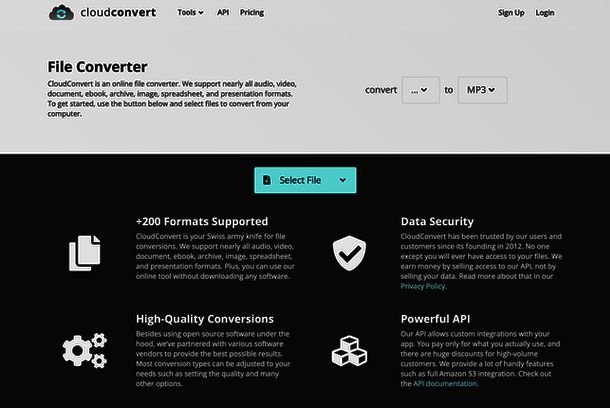 cloudconvert Tools API Pricing Sign Up Login
File Converter
CloudConvert is an online file converter. We support nearly all audio, video,
document, ebook, archive, image, spreadsheet, and presentation formats.
To get started, use the button below and select files to convert from your
computer.
convert ... to MP3
Select File
+200 Formats Supported
CloudConvert is your Swiss army knife for file
conversions. We support nearly all audio, video,
document, ebook, archive, image, spreadsheet,
and presentation formats. Plus, you can use our
online tool without downloading any software.
Data Security
CloudConvert has been trusted by our users and
customers since its founding in 2012. No one
except you will ever have access to your files. We
earn money by selling access to our API, not by
selling your data. Read more about that in our
Privacy Policy.
High-Quality Conversions
Besides using open source software under the
hood, we've partnered with various software
vendors to provide the best possible results.
Most conversion types can be adjusted to your
needs such as setting the quality and many
other options.
Powerful API
Our API allows custom integrations with your
app. You pay only for what you actually use, and
there are huge discounts for high-volume
customers. We provide a lot of handy features
such as full Amazon S3 integration. Check out
the API documentation.